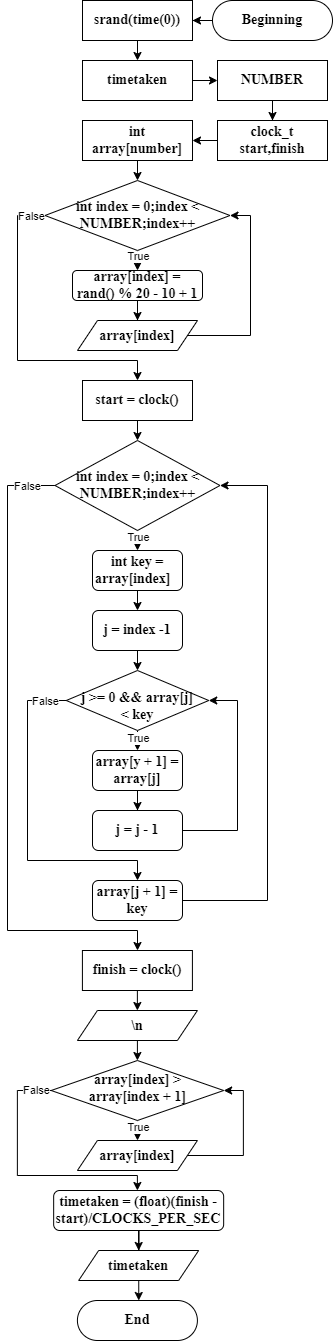 Beginning
srand(time(0))
timetaken
NUMBER
clock_t
start,finish
int
array[number]
int index = 0;index <
NUMBER;index++
False
True
array[index] =
rand() % 20 - 10 + 1
array[index]
start = clock()
int index = 0;index <
NUMBER;index++
False
True
int key =
array[index]
j = index -1
j >= 0 && array[j]
< key
False
True
array[y + 1] =
array[j]
j = j - 1
array[j + 1] =
key
finish = clock()
\n
array[index] >
array[index + 1]
False
True
array[index]
timetaken = (float)(finish -
start)/CLOCKS_PER_SEC
timetaken
End